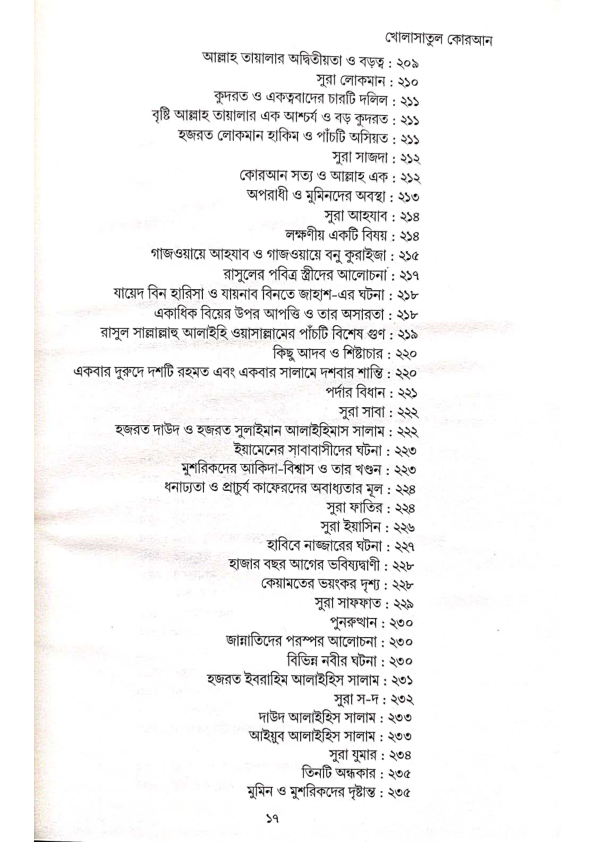 খোলাসাতুল কোরআন
আল্লাহ তায়ালার অদ্বিতীয়তা ও বড়ত্ব : ২০৯
সুরা লোকমান : ২১০
কুদরত ও একত্ববাদের চারটি দলিল : ২১১
বৃষ্টি আল্লাহ তায়ালার এক আশ্চর্য ও বড় কুদরত : ২১১
হজরত লোকমান হাকিম ও পাঁচটি অসিয়ত : ২১১
সুরা সাজদা : ২১২
কোরআন সত্য ও আল্লাহ এক : ২১২
অপরাধী ও মুমিনদের অবস্থা : ২১৩
সুরা আহযাব : ২১৪
লক্ষণীয় একটি বিষয় : ২১৪
গাজওয়ায়ে আহযাব ও গাজওয়ায়ে বনু কুরাইজা : ২১৫
রাসুলের পবিত্র স্ত্রীদের আলোচনা : ২১৭
যায়েদ বিন হারিসা ও যায়নাব বিনতে জাহাশ-এর ঘটনা : ২১৮
একাধিক বিয়ের উপর আপত্তি ও তার অসারতা : ২১৮
রাসুল সাল্লাল্লাহু আলাইহি ওয়াসাল্লামের পাঁচটি বিশেষ গুণ : ২১৯
কিছু আদব ও শিষ্টাচার : ২২০
একবার দুরুদে দশটি রহমত এবং একবার সালামে দশবার শান্তি : ২২০
পর্দার বিধান : ২২১
সুরা সাবা : ২২২
হজরত দাউদ ও হজরত সুলাইমান আলাইহিমাস সালাম : ২২২
ইয়ামেনের সাবাবাসীদের ঘটনা : ২২৩
মুশরিকদের আকিদা-বিশ্বাস ও তার খণ্ডন : ২২৩
ধনাঢ্যতা ও প্রাচুর্য কাফেরদের অবাধ্যতার মূল : ২২৪
সুরা ফাতির : ২২৪
সুরা ইয়াসিন : ২২৬
হাবিবে নাজ্জারের ঘটনা : ২২৭
হাজার বছর আগের ভবিষ্যদ্বাণী : ২২৮
কেয়ামতের ভয়ংকর দৃশ্য : ২২৮
সুরা সাফফাত : ২২৯
পুনরুত্থান : ২৩০
জান্নাতিদের পরস্পর আলোচনা : ২৩০
বিভিন্ন নবীর ঘটনা : ২৩০
হজরত ইবরাহিম আলাইহিস সালাম : ২৩১
সুরা স-দ : ২৩২
দাউদ আলাইহিস সালাম : ২৩৩
আইয়ুব আলাইহিস সালাম : ২৩৩
সুরা যুমার : ২৩৪
তিনটি অন্ধকার : ২৩৫
মুমিন ও মুশরিকদের দৃষ্টান্ত : ২৩৫
১৭